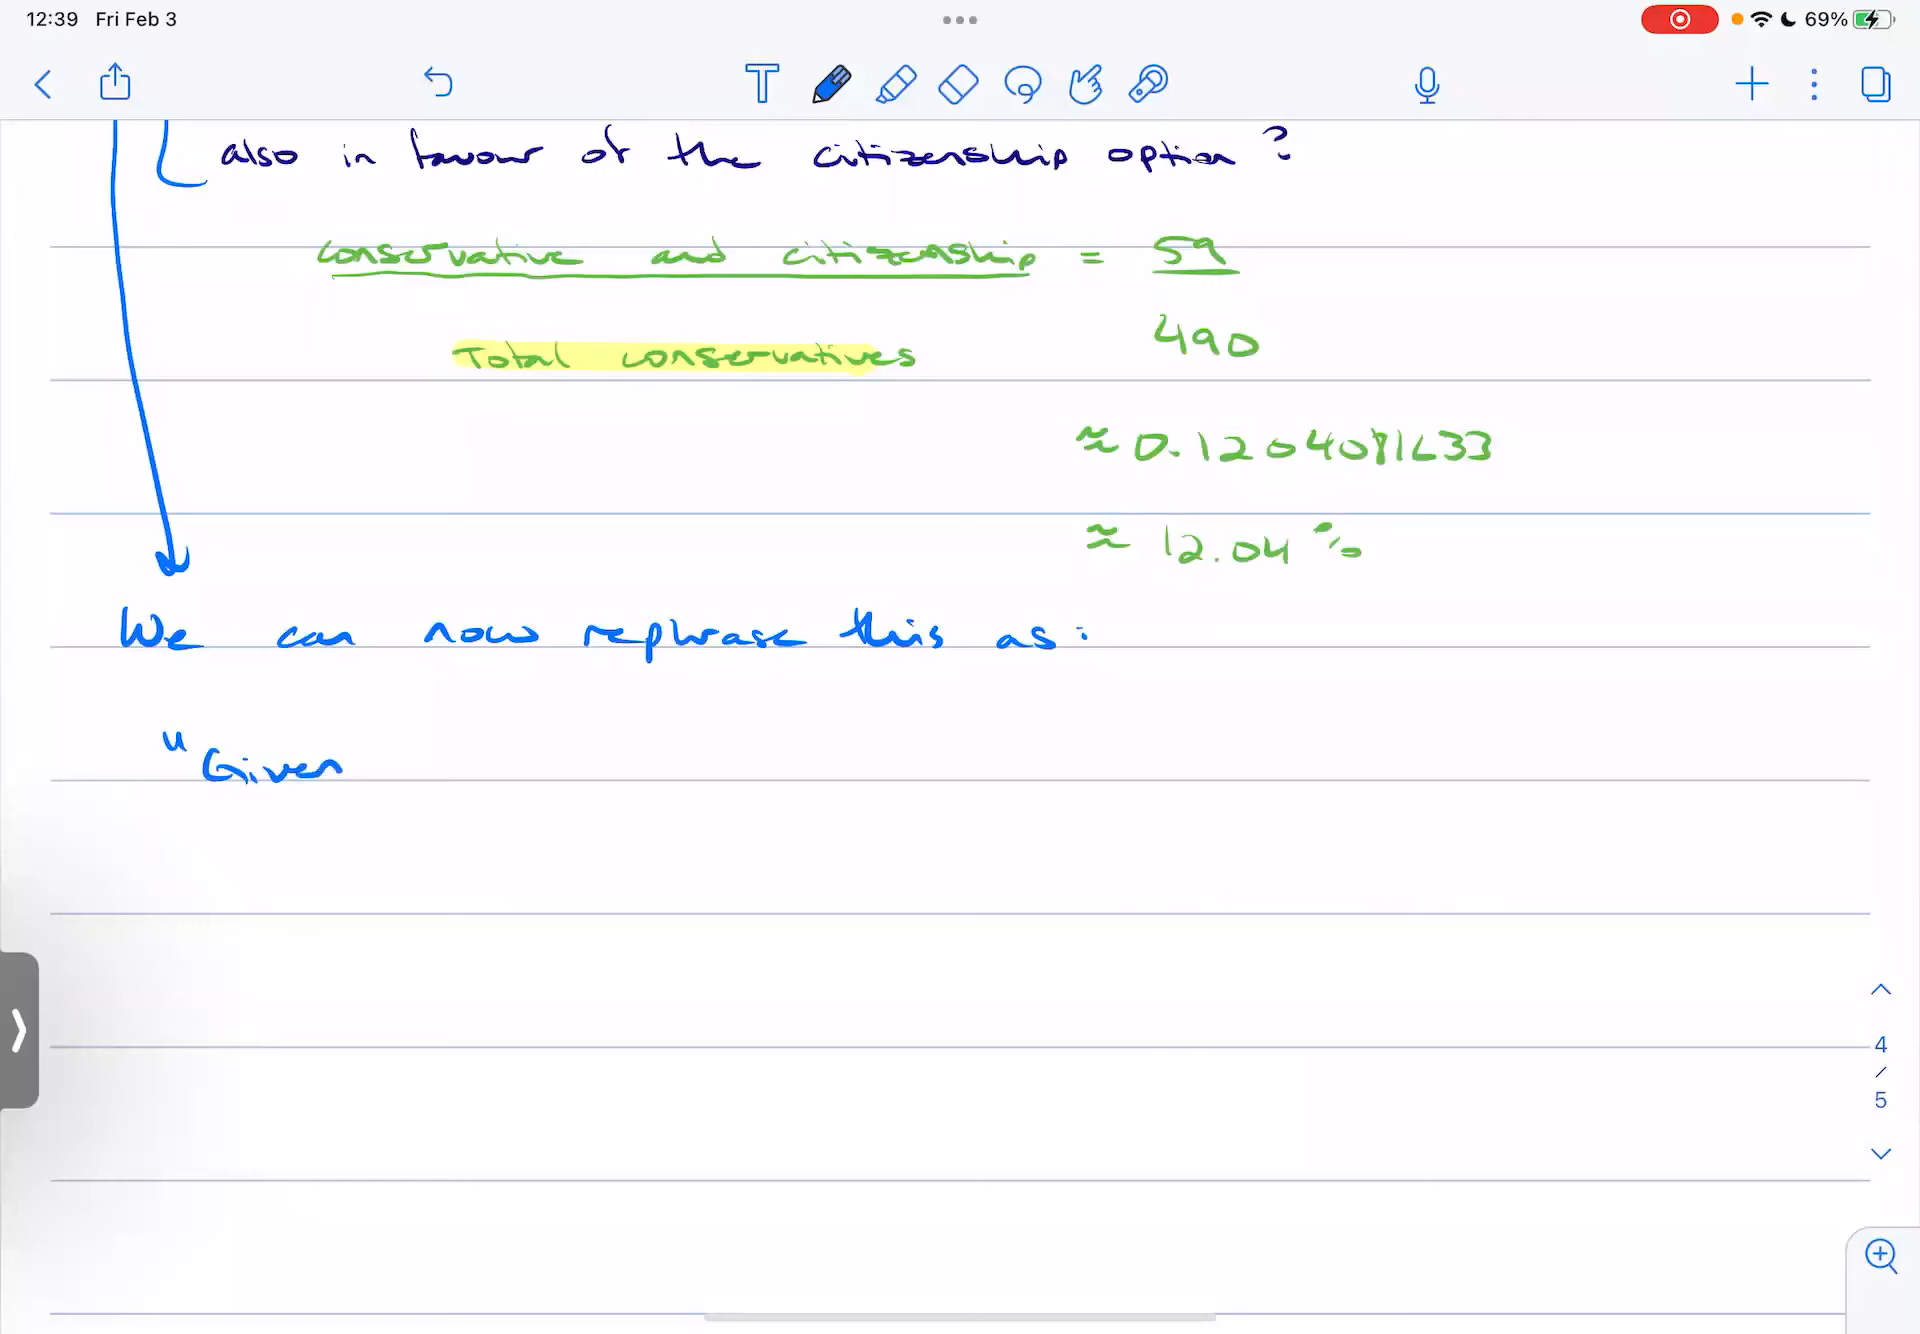 12:39 Fri Feb 3
69%
T
also in favour of the citizenship option?
conservative and citizenship = 59
Total conservatives 490
≈ 0.1204081633
≈ 12.04%
We can now rephrase this as:
"Given
4
/
5